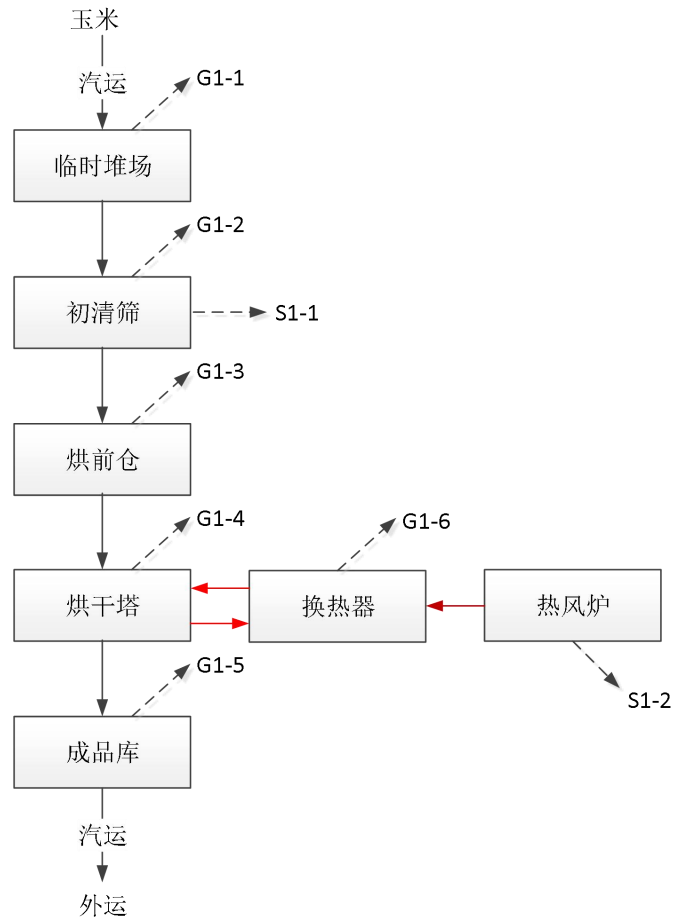 玉米
汽运
G1-1
临时堆场
G1-2
初清筛
S1-1
G1-3
烘前仓
G1-4
G1-6
烘干塔
换热器
热风炉
G1-5
S1-2
成品库
汽运
外运